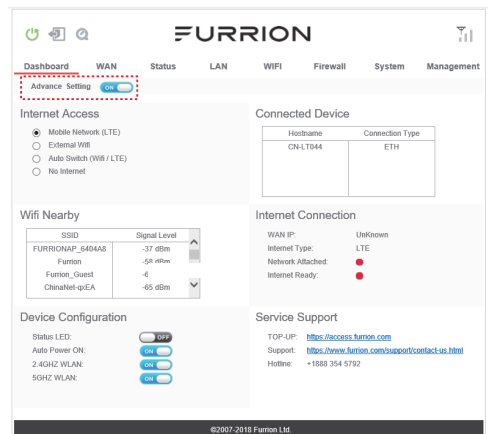 FURRION
Dashboard WAN Status LAN WIFI Firewall System Management
Advance Setting ON
Internet Access
Mobile Network (LTE)
External Wifi
Auto Switch (Wifi / LTE)
No Internet
Connected Device
Hostname Connection Type
CN-LT044 ETH
Wifi Nearby
SSID Signal Level
FURRIONAP_6404A8 -37 dBm
Furrion -58 dBm
Furrion_Guest -6
ChinaNet-qxEA -65 dBm
Internet Connection
WAN IP: UnKnown
Internet Type: LTE
Network Attached:
Internet Ready:
Device Configuration
Status LED: OFF
Auto Power ON: ON
2.4GHZ WLAN: ON
5GHZ WLAN: ON
Service Support
TOP-UP: https://access.furrion.com
Support: https://www.furrion.com/support/contact-us.html
Hotline: +1888 354 5792
©2007-2018 Furrion Ltd.